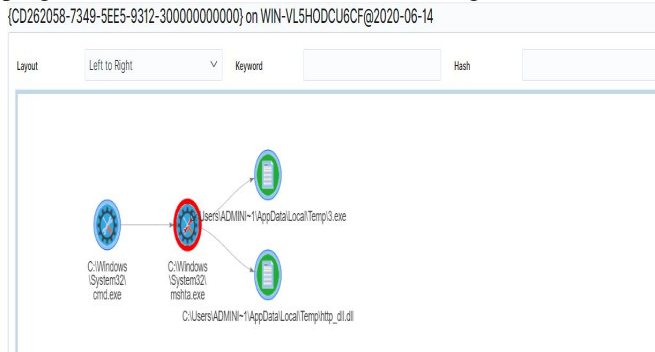 {CD262058-7349-5EE5-9312-300000000000} on WIN-VL5HODCU6CF@2020-06-14
Layout Left to Right Keyword Hash
Users\ADMINI~1\AppData\Local\Temp\3.exe
C:\Windows
\System32\
cmd.exe
C:\Windows
\System32\
mshta.exe
C:\Users\ADMINI~1\AppData\Local\Temp\http_dll.dll